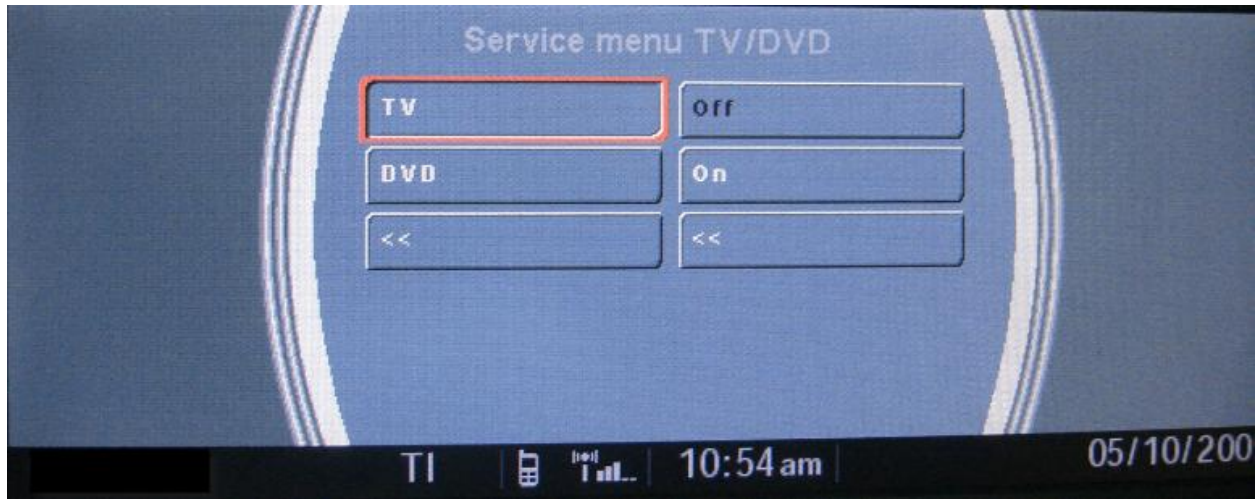 Service menu TV/DVD
TV Off
DVD On
<< <<
TI 10:54 am 05/10/200